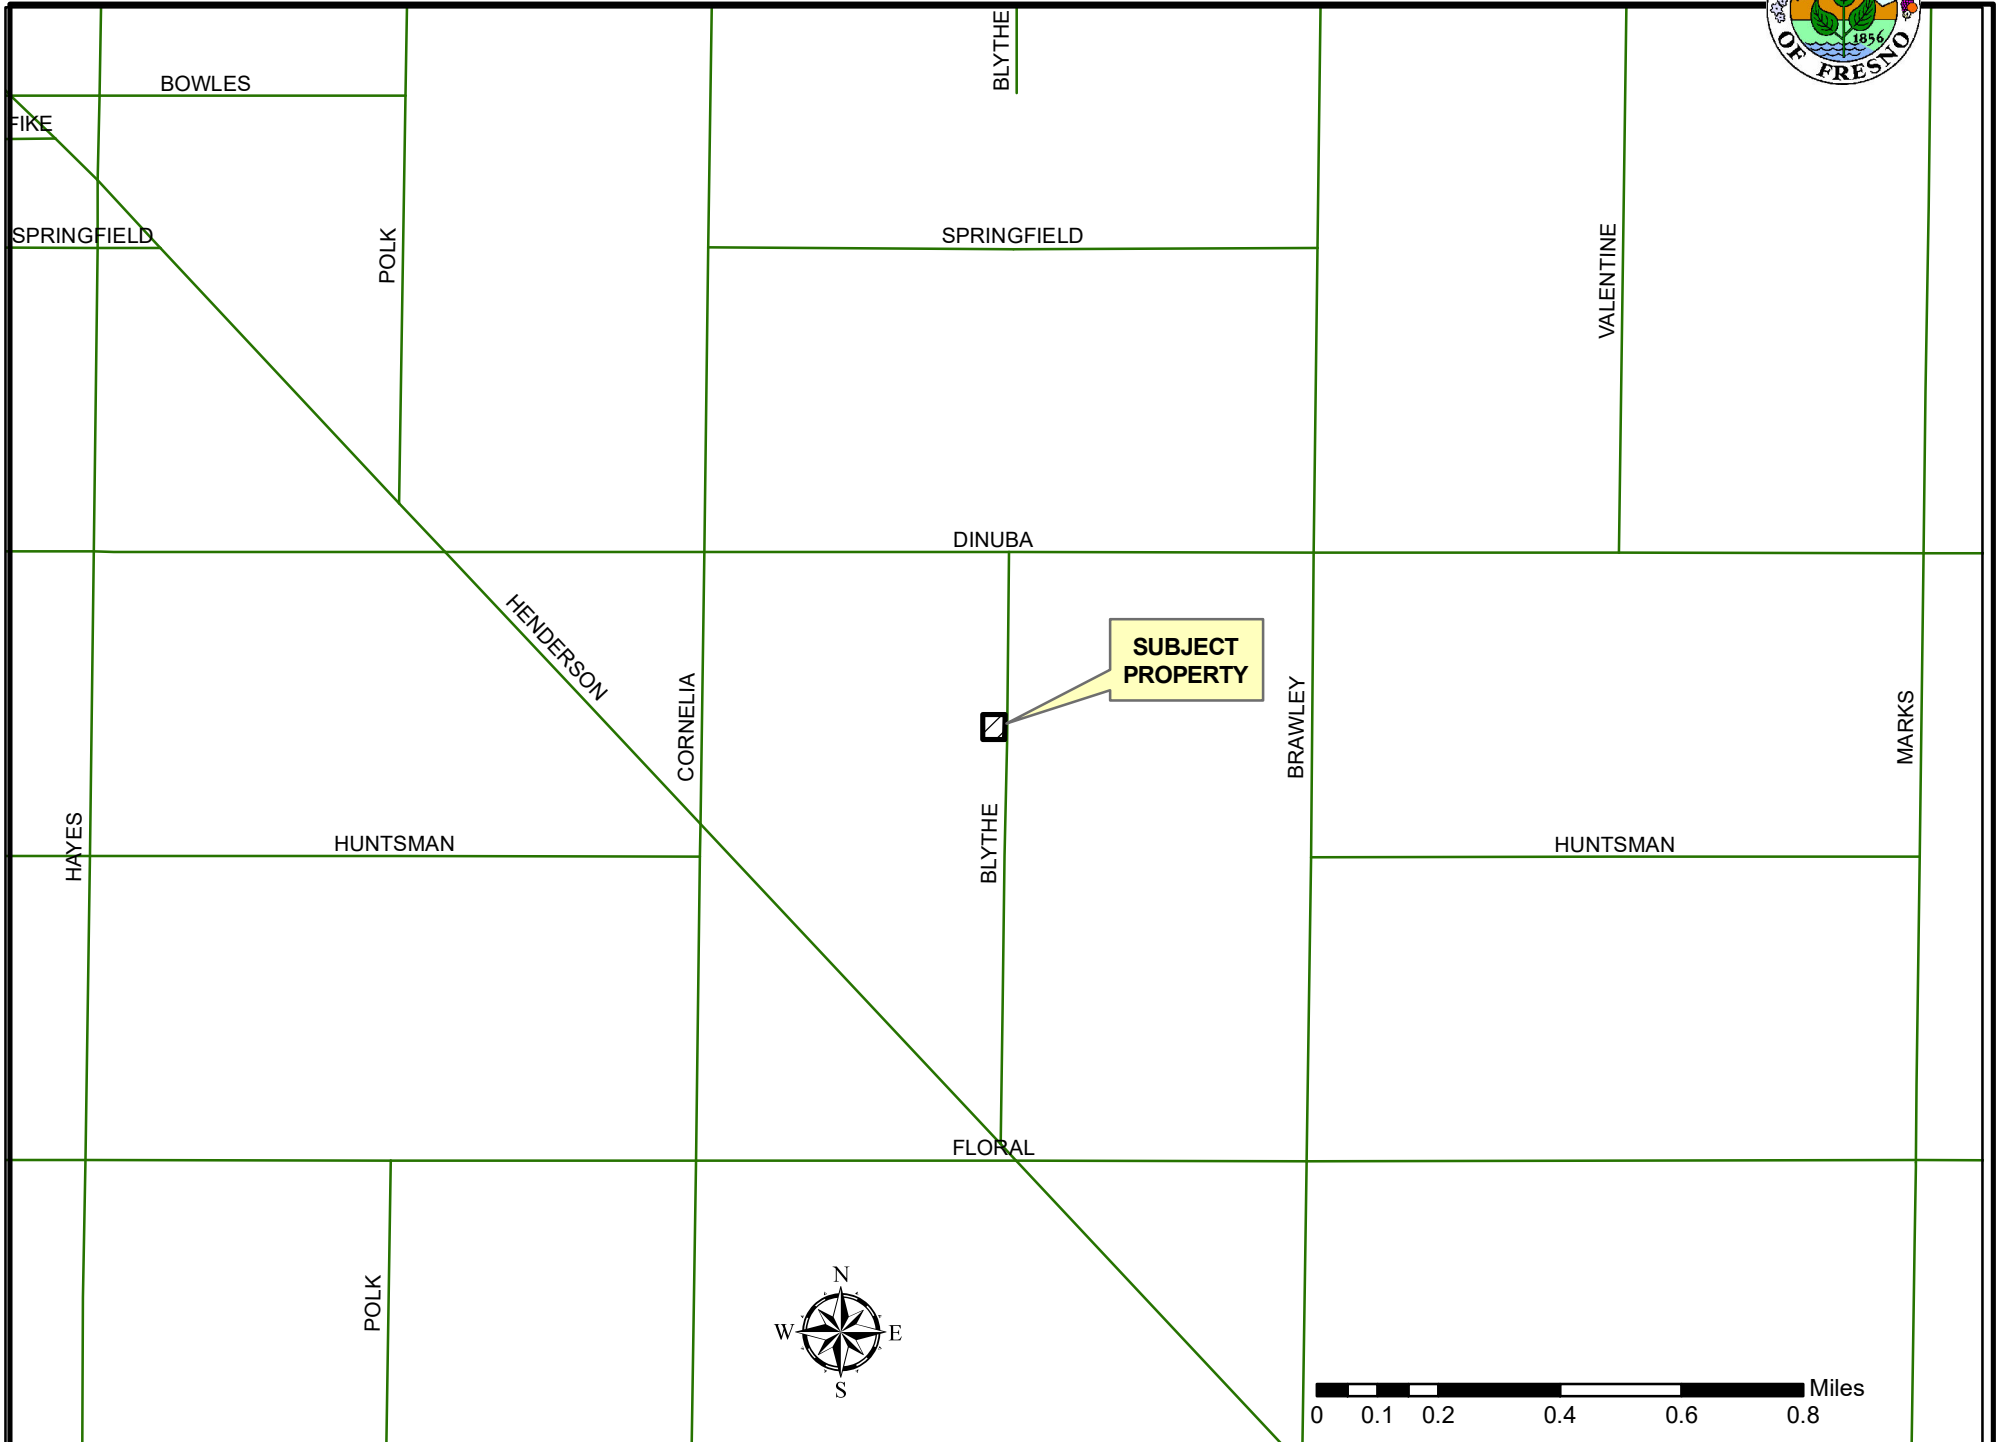 BLYTHE
1856
OF FRESNO
BOWLES
FIKE
SPRINGFIELD
POLK
SPRINGFIELD
VALENTINE
DINUBA
HENDERSON
SUBJECT
PROPERTY
CORNELIA
BRAWLEY
MARKS
HAYES
HUNTSMAN
BLYTHE
HUNTSMAN
FLORAL
POLK
N
W E
S
Miles
0 0.1 0.2 0.4 0.6 0.8